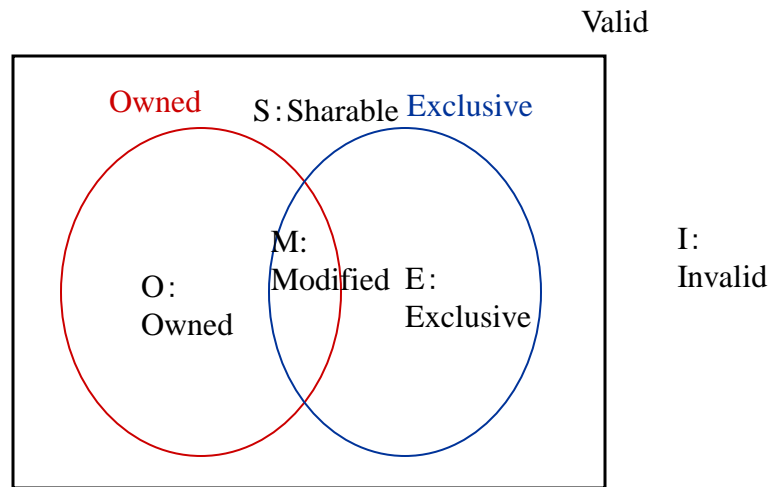 Valid
Owned
S:Sharable
Exclusive
M:
Modified
O:
Owned
E:
Exclusive
I:
Invalid